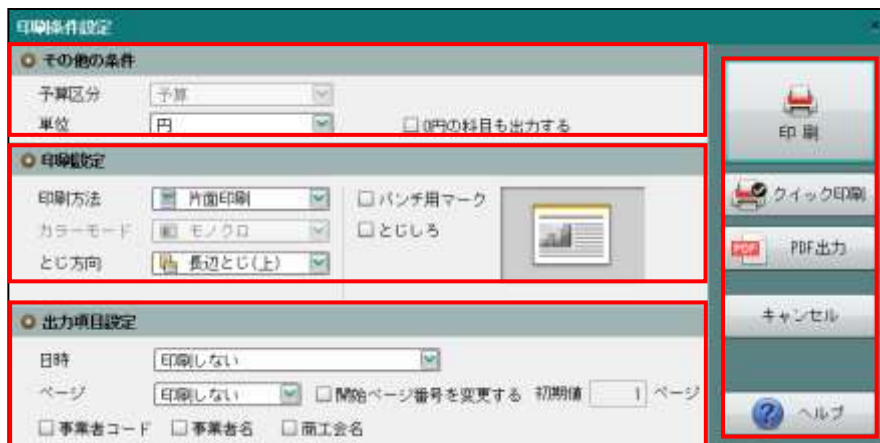 印刷条件設定
その他の条件
予算区分 予算
単位 円 0円の科目も出力する
印刷設定
印刷方法 片面印刷 パンチ用マーク
カラーモード モノクロ とじしろ
とじ方向 長辺とじ(上)
出力項目設定
日時 印刷しない
ページ 印刷しない 開始ページ番号を変更する 初期値 1 ページ
事業者コード 事業者名 商工会名
印刷
クイック印刷
PDF PDF出力
キャンセル
ヘルプ